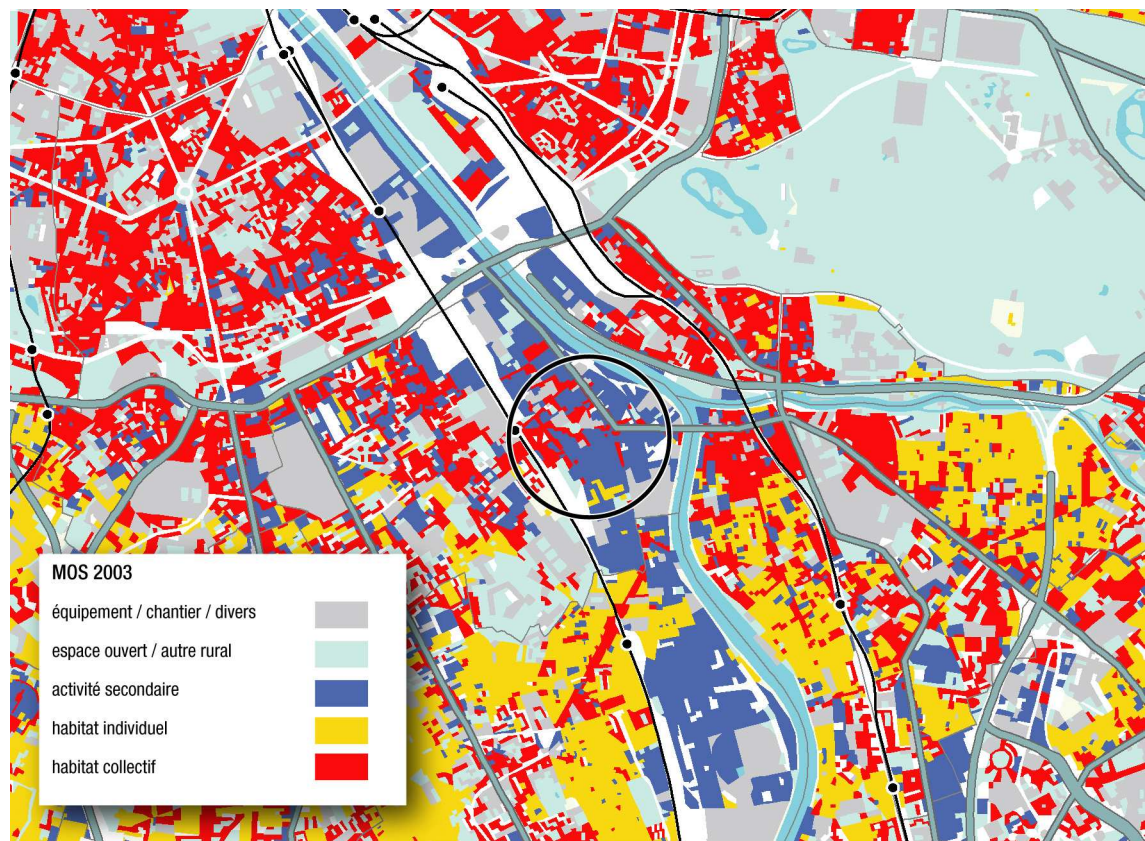 MOS 2003
équipement / chantier / divers
espace ouvert / autre rural
activité secondaire
habitat individuel
habitat collectif